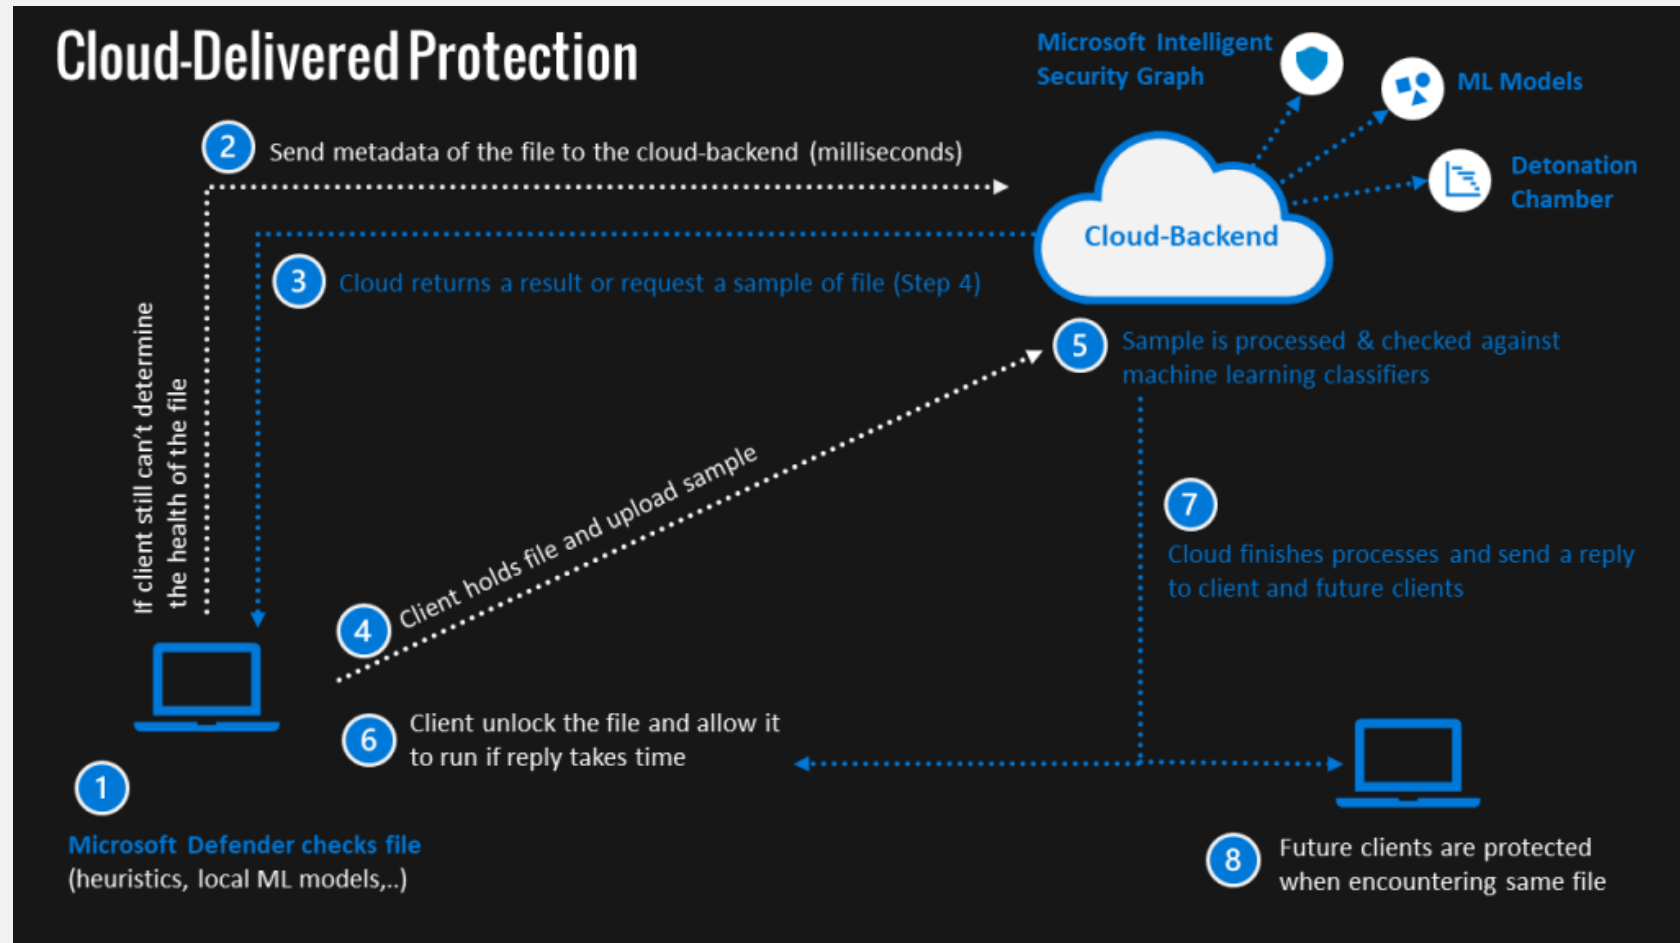 Cloud-Delivered Protection
Microsoft Intelligent
Security Graph
ML Models
Detonation
Chamber
Cloud-Backend
2
Send metadata of the file to the cloud-backend (milliseconds)
3
Cloud returns a result or request a sample of file (Step 4)
If client still can't determine
the health of the file
4
Client holds file and upload sample
5
Sample is processed & checked against
machine learning classifiers
7
Cloud finishes processes and send a reply
to client and future clients
6
Client unlock the file and allow it
to run if reply takes time
1
Microsoft Defender checks file
(heuristics, local ML models,..)
8
Future clients are protected
when encountering same file